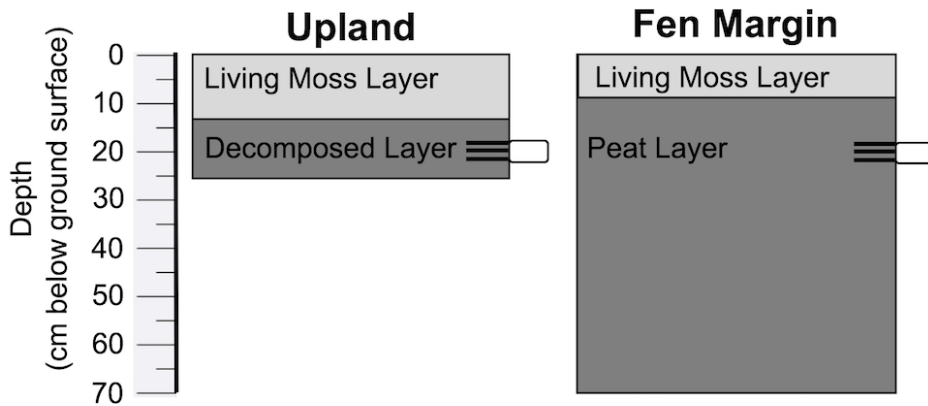 Upland
Fen Margin
Depth
(cm below ground surface)
0
10
20
30
40
50
60
70
Living Moss Layer
Decomposed Layer
Living Moss Layer
Peat Layer